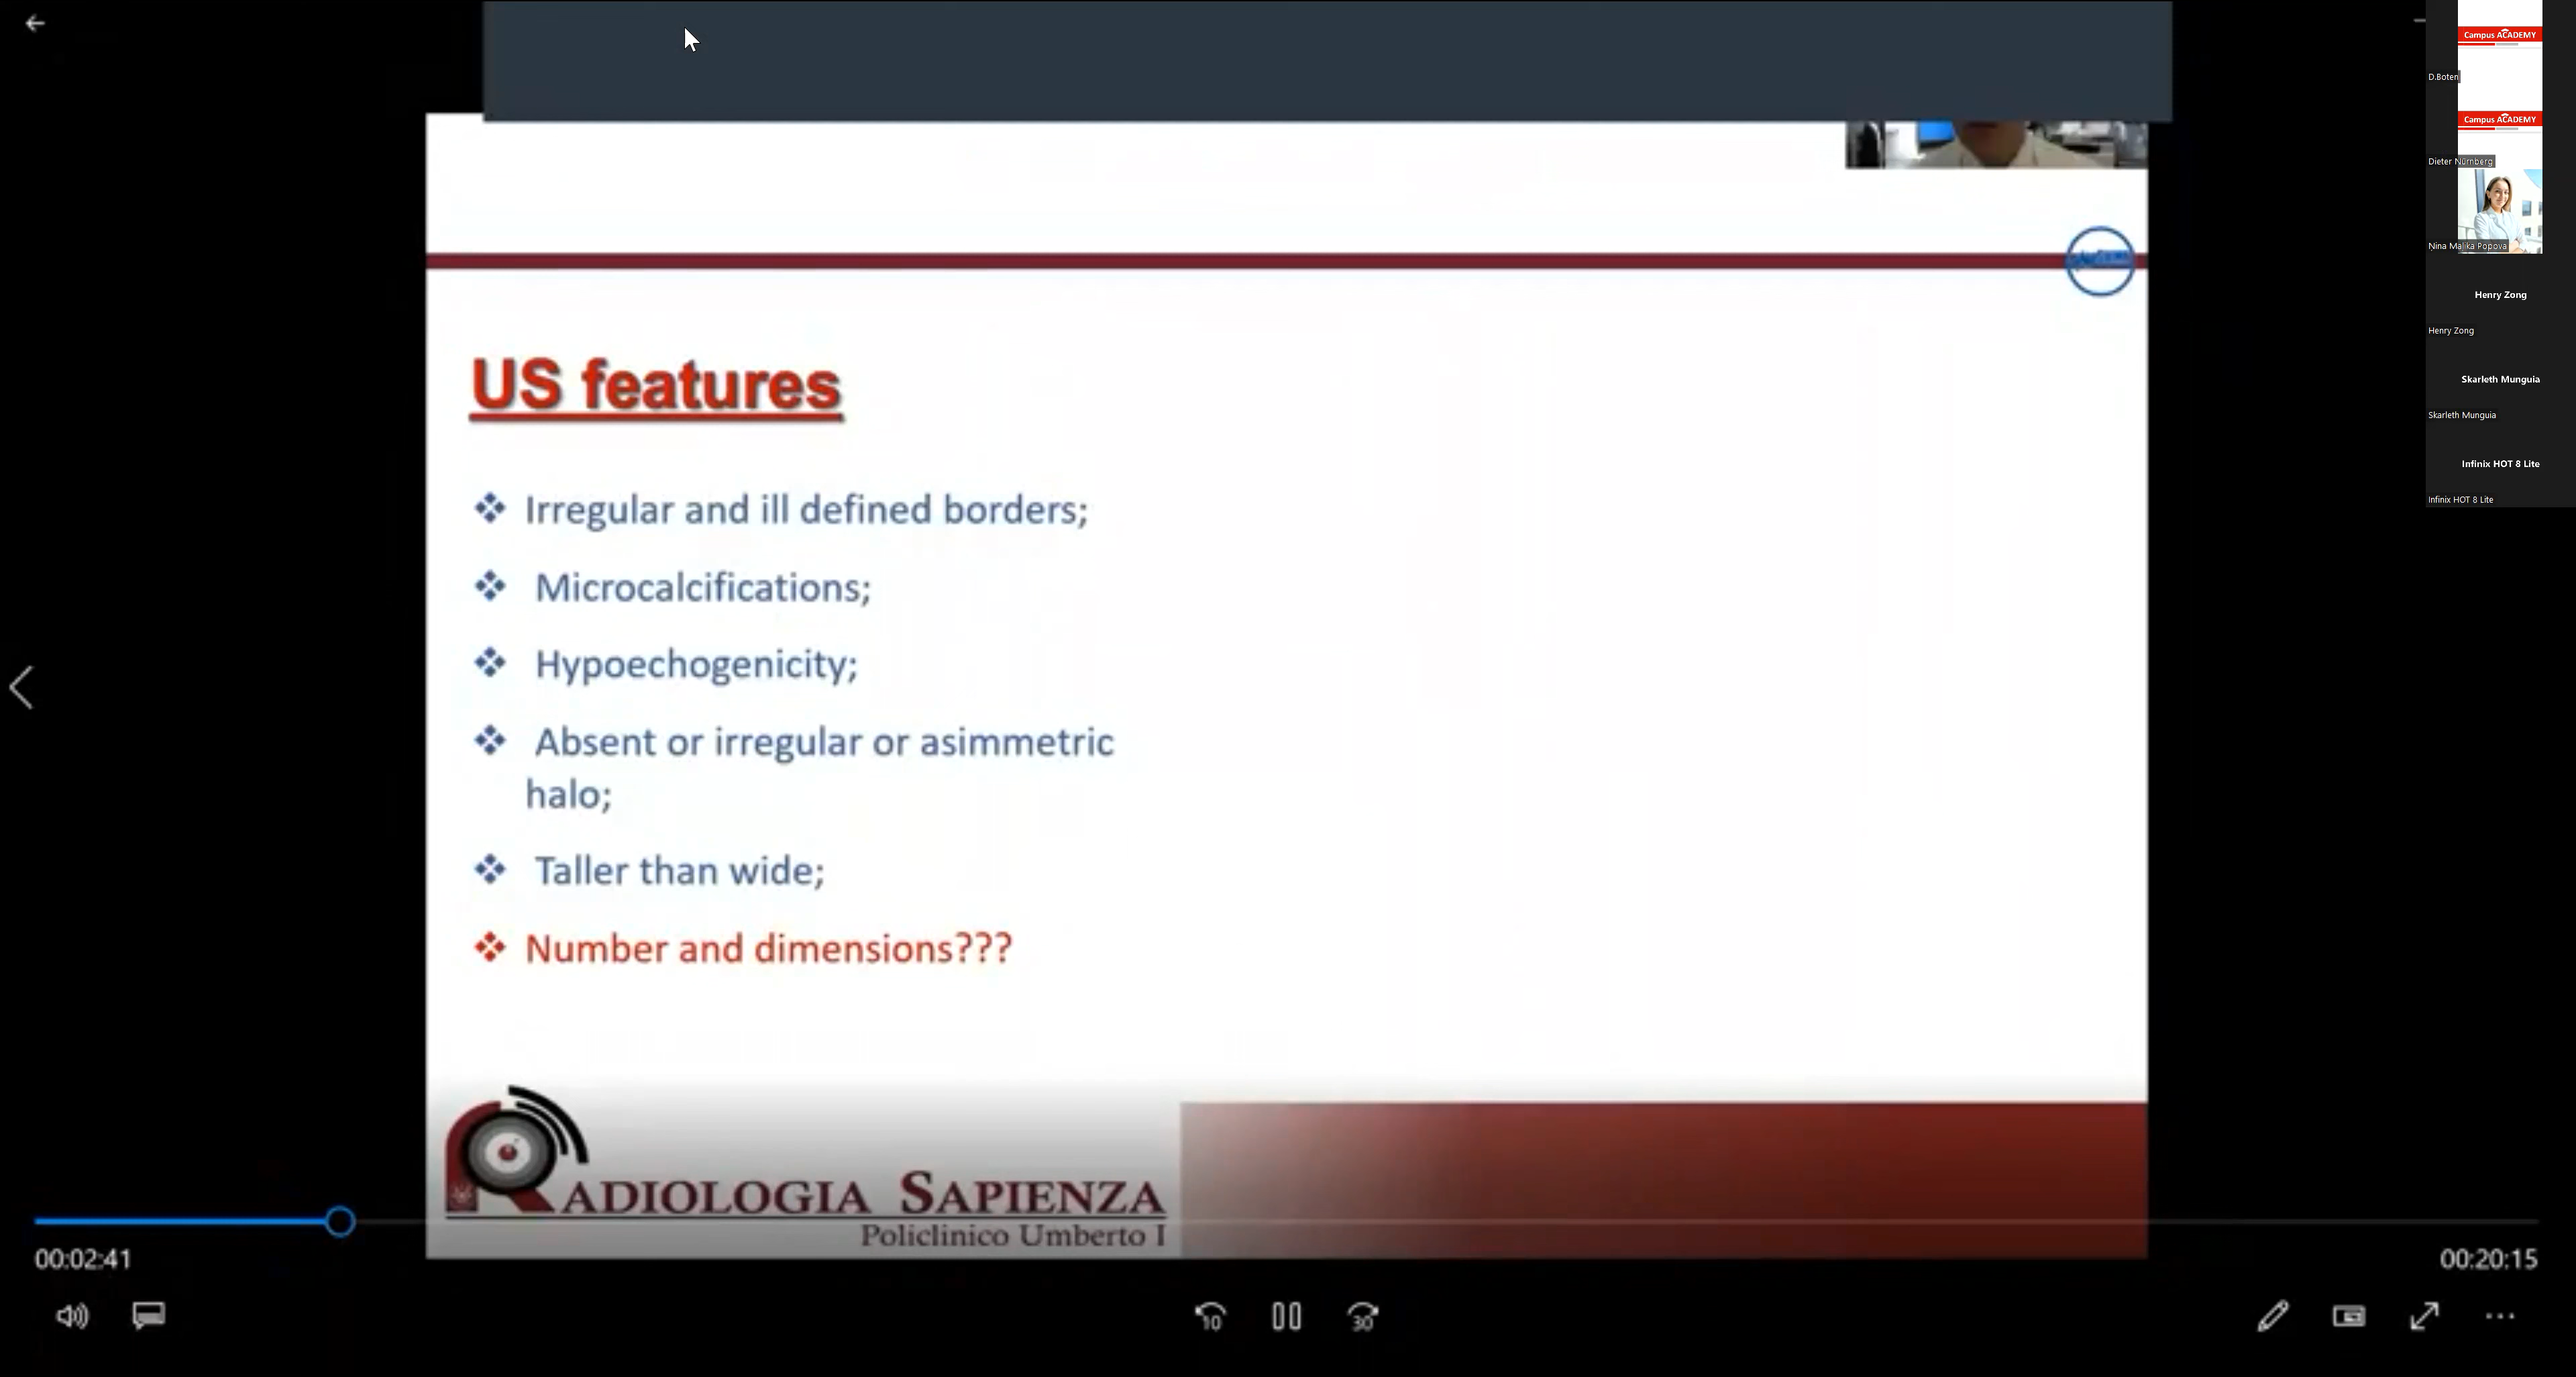 Campus ACADEMY
D.Boten
Campus ACADEMY
Dieter Nürnberg
Nina Malika Popova
Henry Zong
Henry Zong
Skarleth Munguia
Skarleth Munguia
Infinix HOT 8 Lite
Infinix HOT 8 Lite
US features
Irregular and ill defined borders;
Microcalcifications;
Hypoechogenicity;
Absent or irregular or asimmetric
halo;
Taller than wide;
Number and dimensions???
RADIOLOGIA SAPIENZA
Policlinico Umberto I
00:02:41
00:20:15
10
30